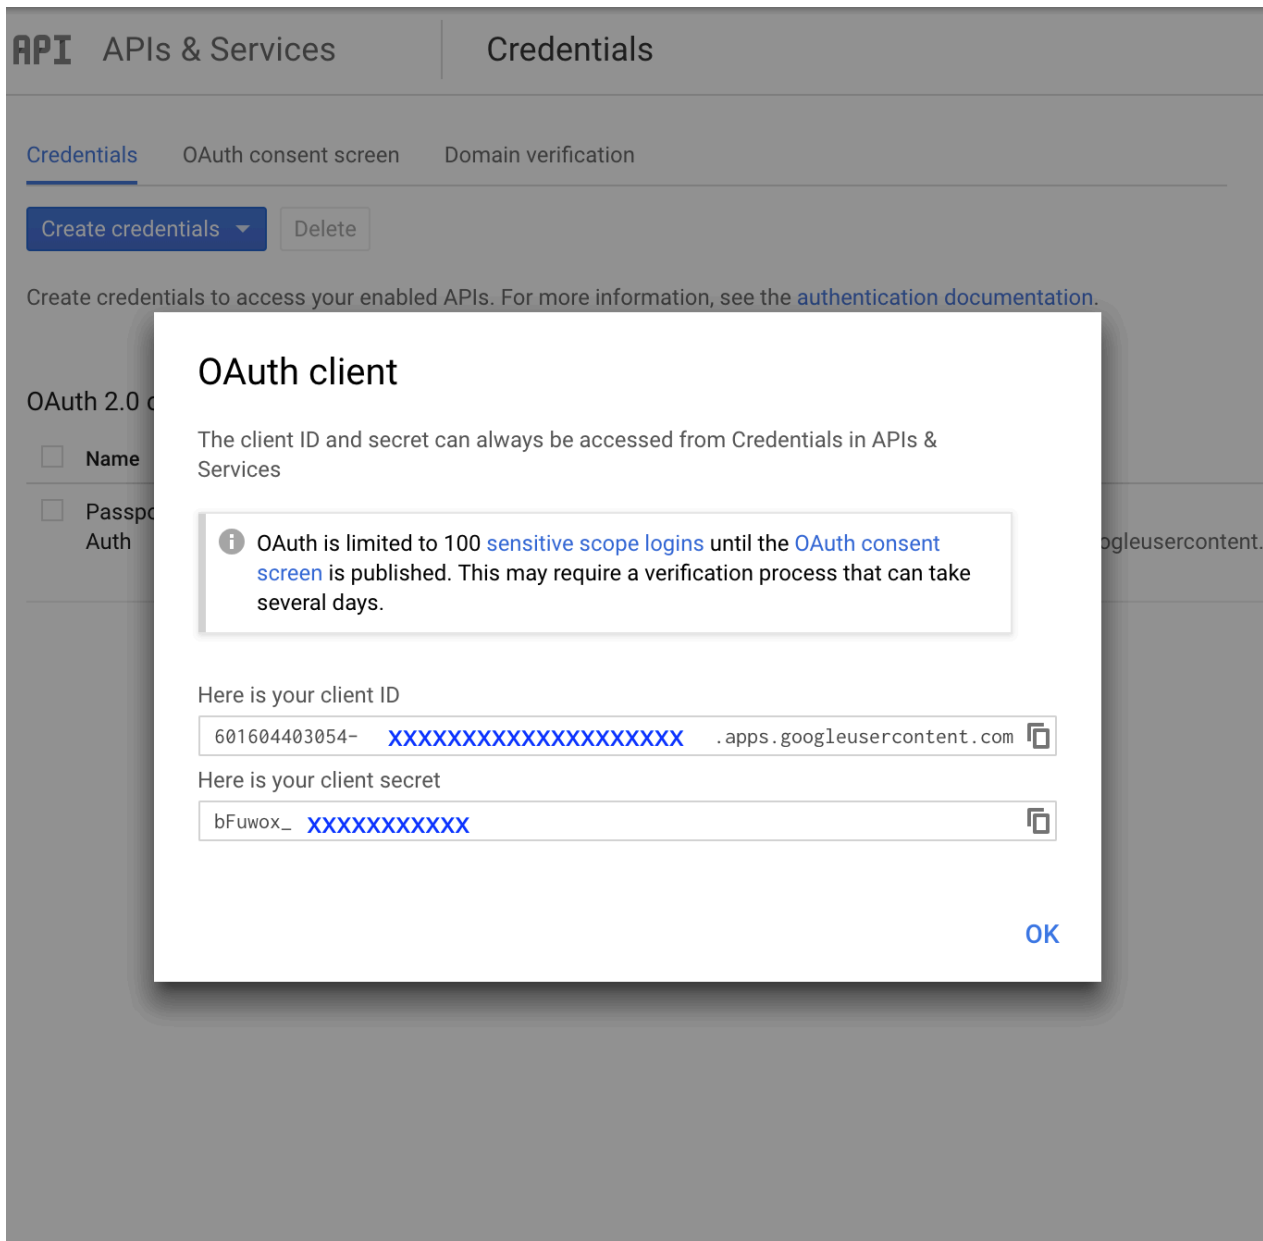 API APIs & Services Credentials
Credentials OAuth consent screen Domain verification
Create credentials Delete
Create credentials to access your enabled APIs. For more information, see the authentication documentation.
OAuth client
OAuth 2.0
The client ID and secret can always be accessed from Credentials in APIs &
Services
Name
OAuth is limited to 100 sensitive scope logins until the OAuth consent
screen is published. This may require a verification process that can take
several days.
Auth
ogleusercontent.
Here is your client ID
601604403054- XXXXXXXXXXXXXXXXXXXX .apps.googleusercontent.com
Here is your client secret
bFuwox_ XXXXXXXXXXX
OK